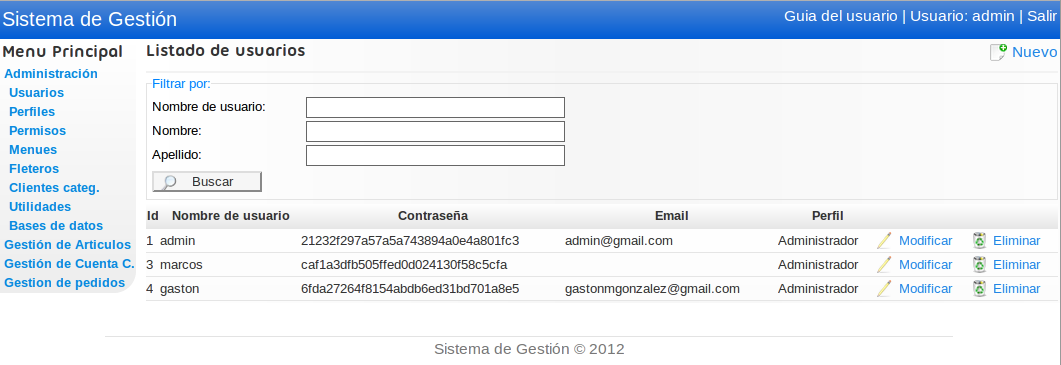 Sistema de Gestión
Guia del usuario | Usuario: admin | Salir
Menu Principal
Administración
Usuarios
Perfiles
Permisos
Menues
Fleteros
Clientes categ.
Utilidades
Bases de datos
Gestión de Articulos
Gestión de Cuenta C.
Gestion de pedidos
Listado de usuarios
Nuevo
Filtrar por:
Nombre de usuario:
Nombre:
Apellido:
Buscar
Id Nombre de usuario Contraseña Email Perfil
1 admin 21232f297a57a5a743894a0e4a801fc3 admin@gmail.com Administrador Modificar Eliminar
3 marcos caf1a3dfb505ffed0d024130f58c5cfa Administrador Modificar Eliminar
4 gaston 6fda27264f8154abdb6ed31bd701a8e5 gastonmgonzalez@gmail.com Administrador Modificar Eliminar
Sistema de Gestión © 2012